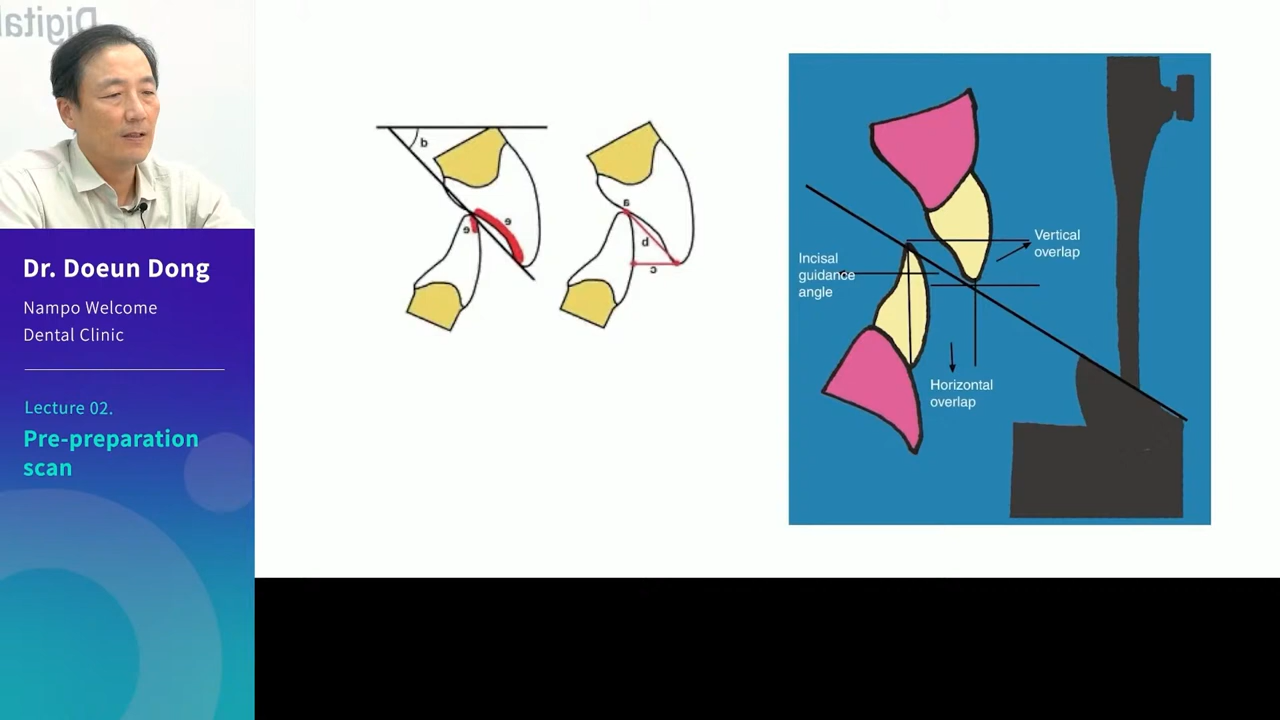 Digital
Dr. Doeun Dong
Nampo Welcome
Dental Clinic
Lecture 02.
Pre-preparation
scan
b
e
e
a
b
c
Incisal
guidance
angle
Vertical
overlap
Horizontal
overlap